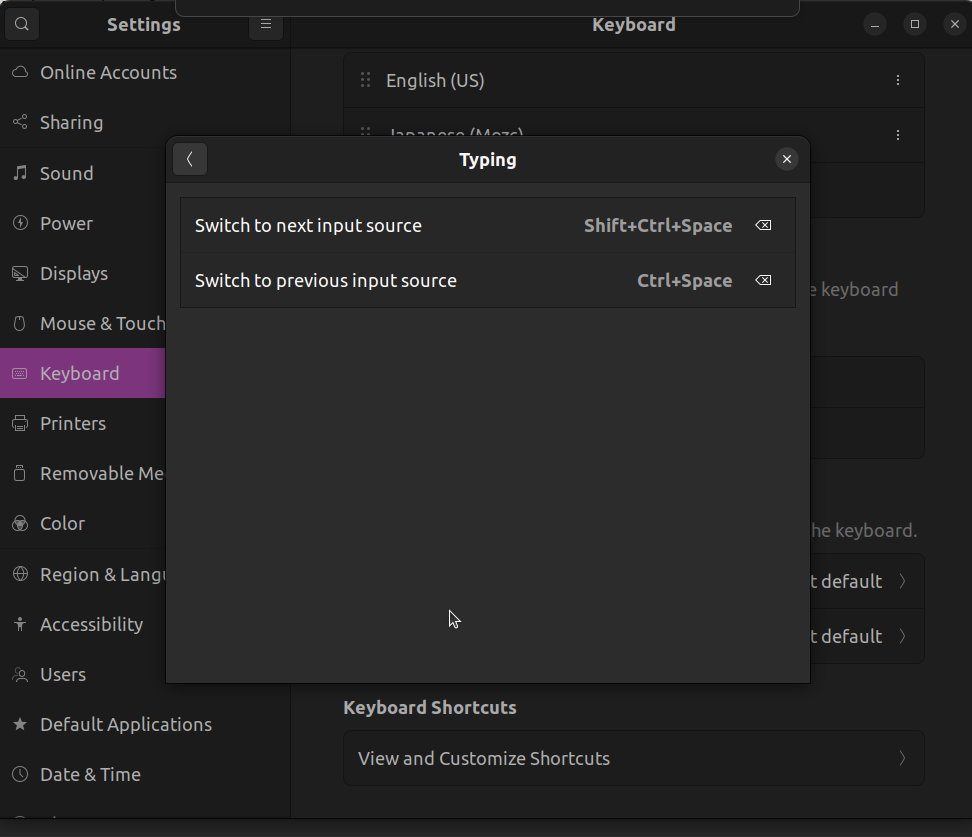 Settings
Keyboard
Online Accounts
Sharing
Sound
Power
Displays
Mouse & Touch
Keyboard
Printers
Removable Me
Color
Region & Langu
Accessibility
Users
Default Applications
Date & Time
English (US)
Japanese (Mozc)
Typing
Switch to next input source Shift+Ctrl+Space
Switch to previous input source Ctrl+Space
e keyboard
he keyboard.
t default
t default
Keyboard Shortcuts
View and Customize Shortcuts